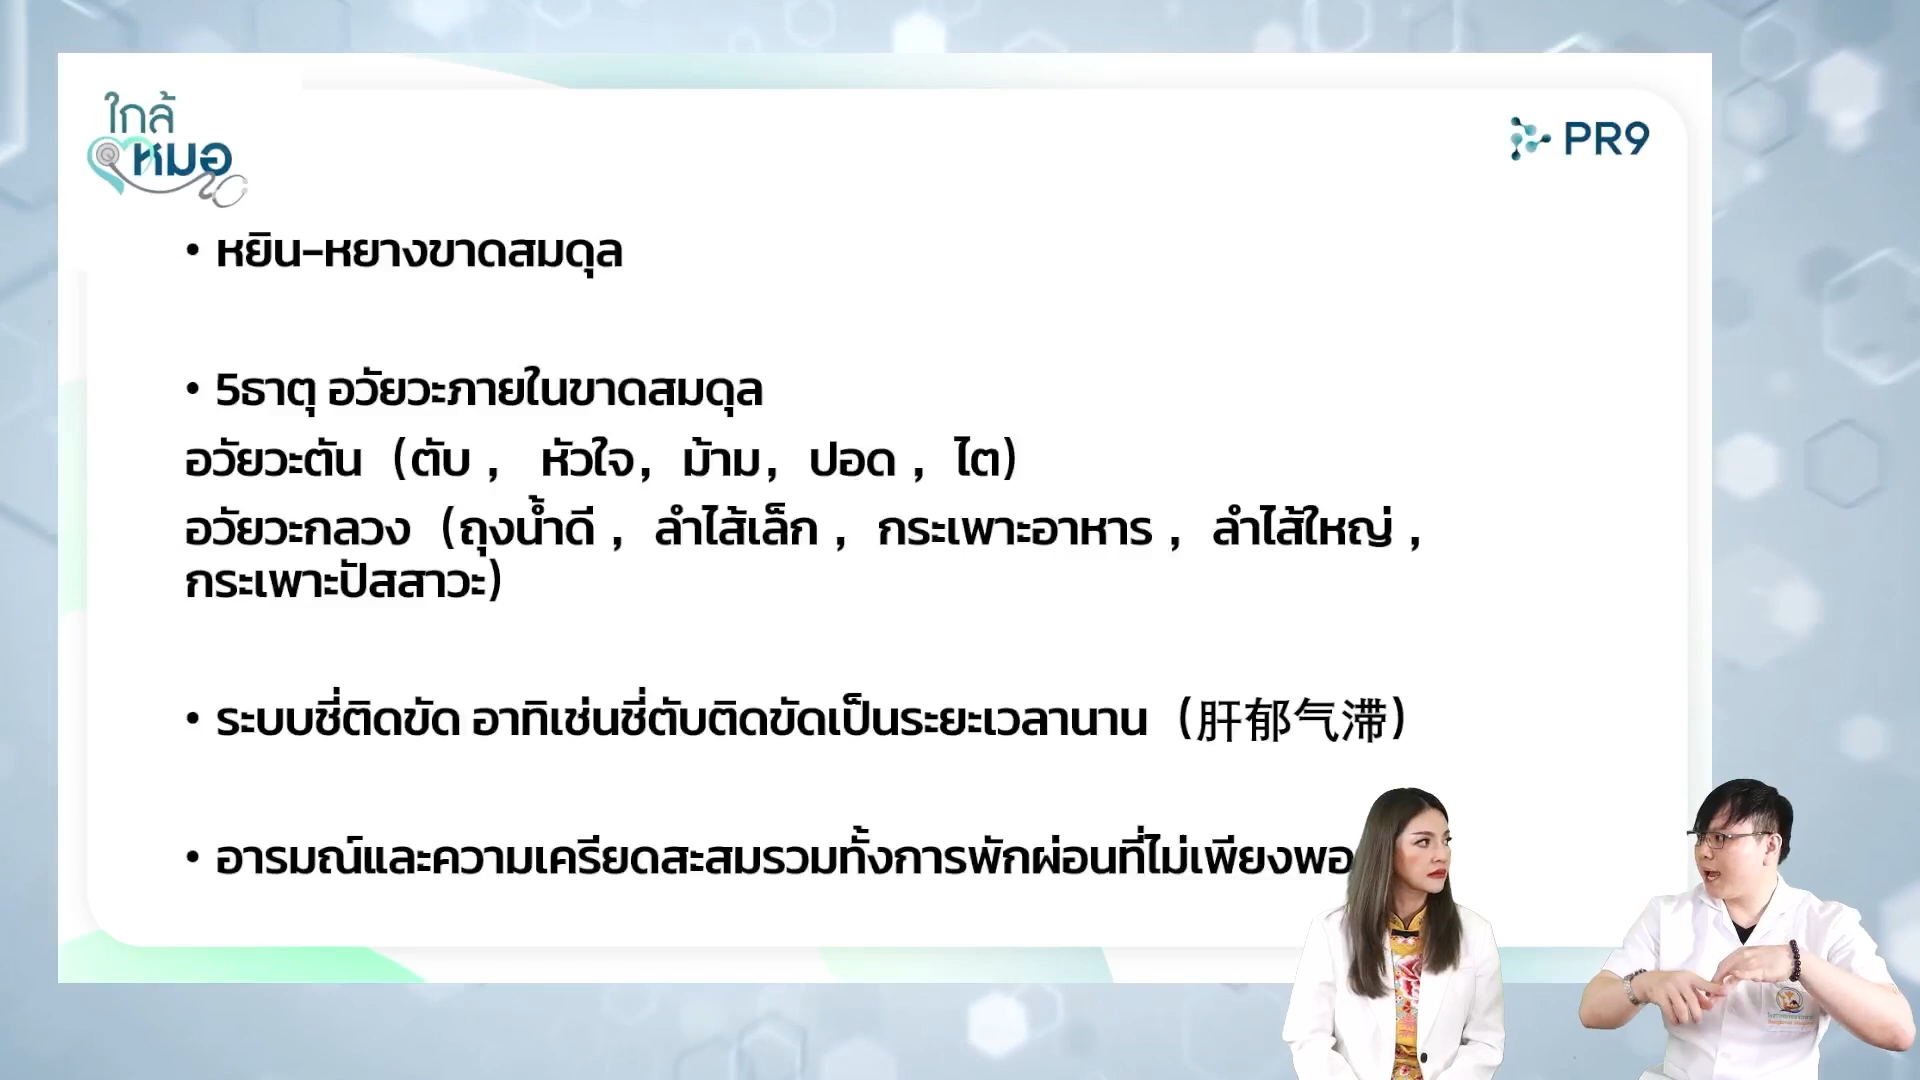 ใกล้
หมอ
PR9
• หยิน-หยางขาดสมดุล
• 5ธาตุ อวัยวะภายในขาดสมดุล
อวัยวะตัน (ตับ , หัวใจ, ม้าม, ปอด , ไต)
อวัยวะกลวง (ถุงน้ำดี , ลำไส้เล็ก , กระเพาะอาหาร , ลำไส้ใหญ่ ,
กระเพาะปัสสาวะ)
• ระบบชี่ติดขัด อาทิเช่นชี่ตับติดขัดเป็นระยะเวลานาน (肝郁气滞)
• อารมณ์และความเครียดสะสมรวมทั้งการพักผ่อนที่ไม่เพียงพอ